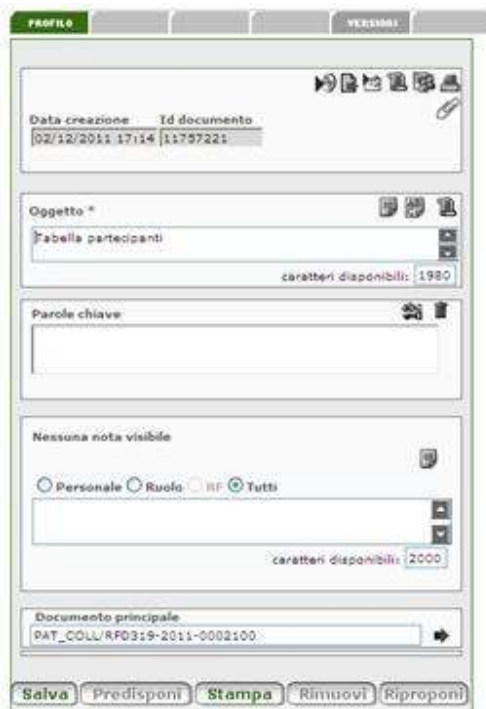 PROFILO VERSIONI
Data creazione Id documento
02/12/2011 17:14 11757221
Oggetto *
Tabella partecipanti
caratteri disponibili: 1980
Parole chiave
Nessuna nota visibile
Personale Ruolo RF Tutti
caratteri disponibili: 2000
Documento principale
PAT_COLL/RFD319-2011-0002100
Salva Predisponi Stampa Rimuovi Riproponi